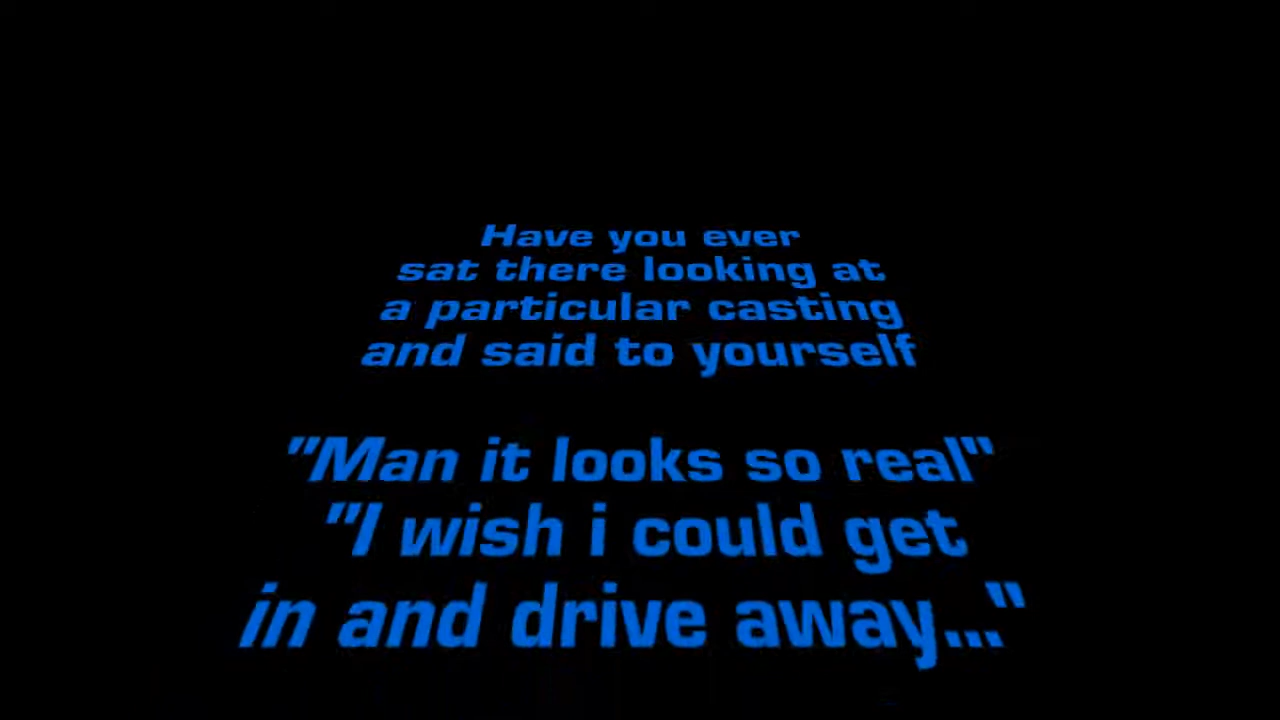 Have you ever
sat there looking at
a particular casting
and said to yourself
"Man it looks so real"
"I wish i could get
in and drive away..."